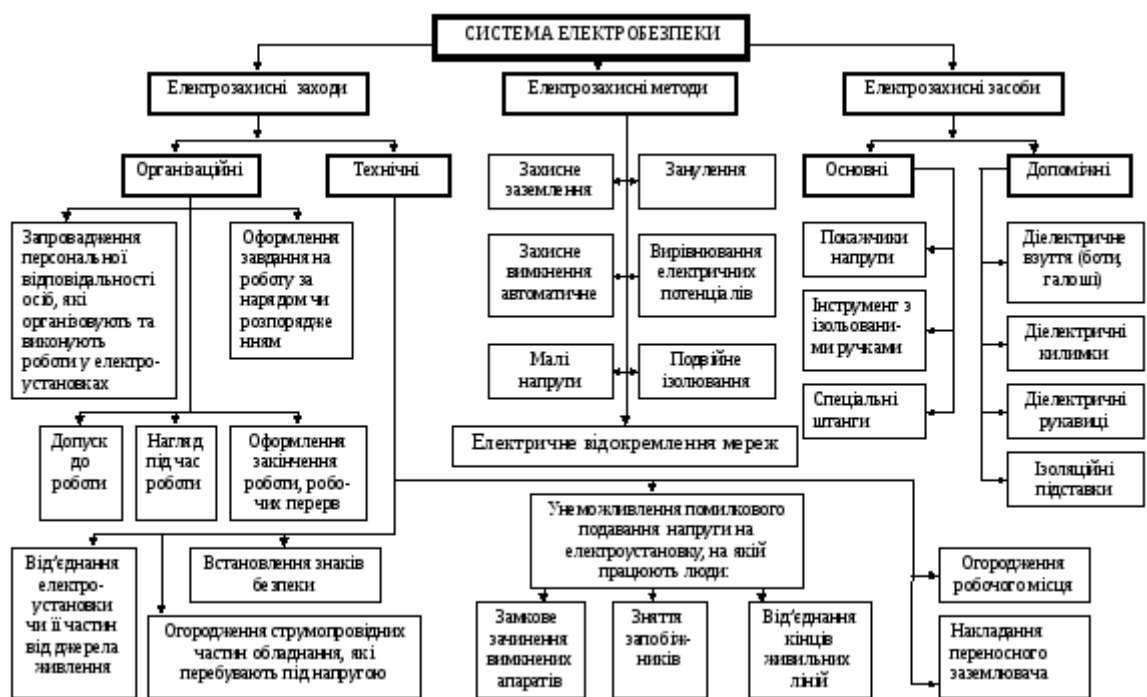 СИСТЕМА ЕЛЕКТРОБЕЗПЕКИ
Електрозахисні заходи
Електрозахисні методи
Електрозахисні засоби
Організаційні
Технічні
Захисне
заземлення
Занулення
Основні
Допоміжні
Запровадження
персональної
відповідальності
осіб, які
організовують та
виконують
роботи у електро-
установках
Оформлення
завдання на
роботу за
нарядом чи
розпорядже
нням
Захисне
вимкнення
автоматичне
Вирівнювання
електричних
потенціалів
Покажчики
напруги
Діелектричне
взуття (боти,
галоші)
Інструмент з
ізольовани-
ми ручками
Діелектричні
килимки
Малі
напруги
Подвійне
ізолювання
Спеціальні
штанги
Діелектричні
рукавиці
Допуск
до
роботи
Нагляд
під час
роботи
Оформлення
закінчення
роботи, робо-
чих перерв
Електричне відокремлення мереж
Ізоляційні
підставки
Унеможливлення помилкового
подавання напруги на
електроустановку, на якій
працюють люди:
Від'єднання
електро-
установки
чи її частин
від джерела
живлення
Встановлення знаків
безпеки
Огородження
робочого місця
Огородження струмопровідних
частин обладнання, які
перебувають під напругою
Замкове
зачинення
вимкнених
апаратів
Зняття
запобіж-
ників
Від'єднання
кінців
живильних
ліній
Накладання
переносного
заземлювача